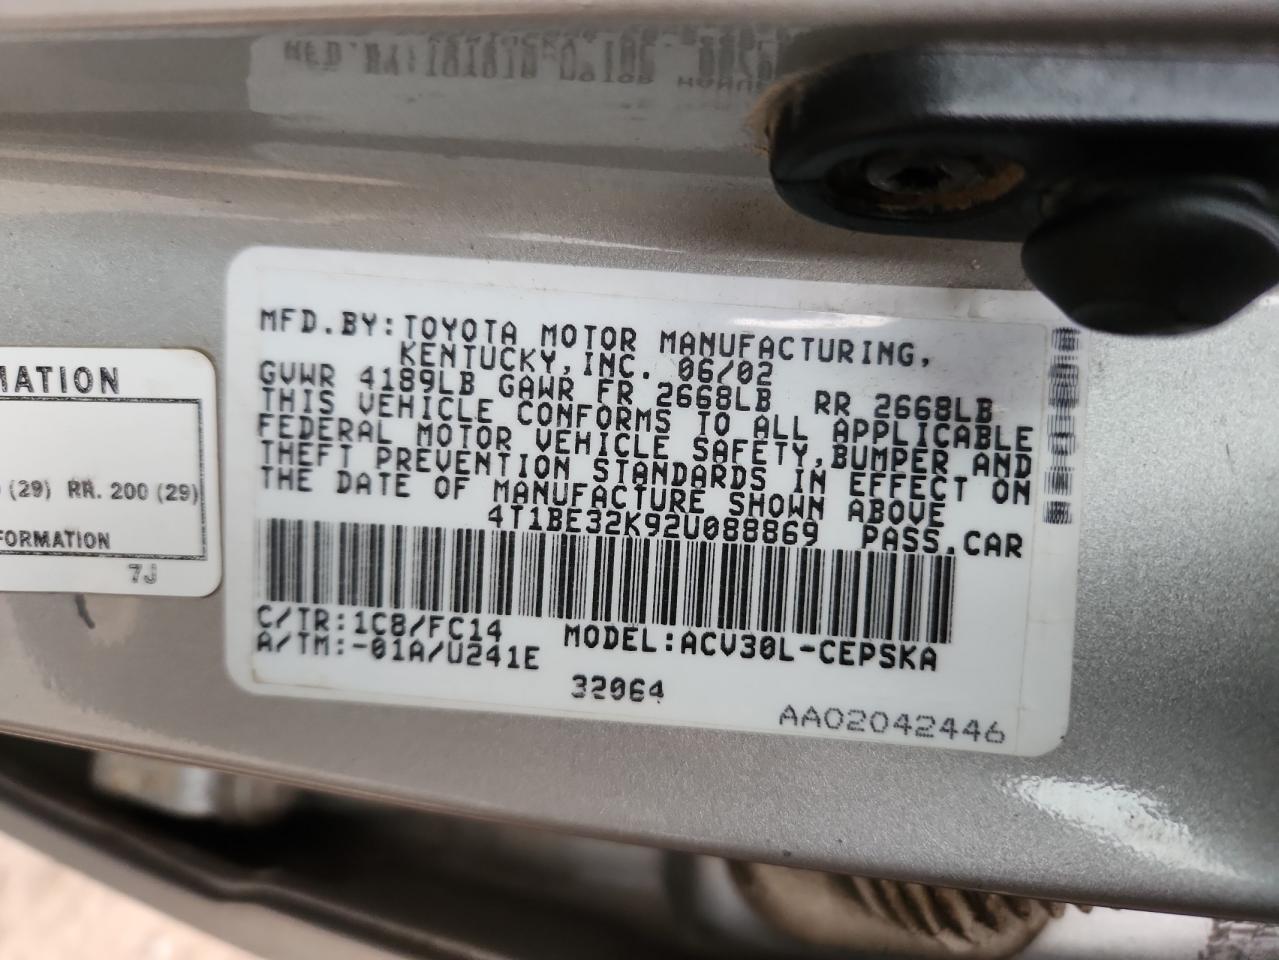 MATION
(29) RR. 200 (29)
FORMATION
7J
MFD.BY:TOYOTA MOTOR MANUFACTURING,
KENTUCKY,INC. 06/02
GVWR 4189LB GAWR FR 2668LB RR 2668LB
THIS VEHICLE CONFORMS TO ALL APPLICABLE
FEDERAL MOTOR VEHICLE SAFETY,BUMPER AND
THEFT PREVENTION STANDARDS IN EFFECT ON
THE DATE OF MANUFACTURE SHOWN ABOVE
4T1BE32K92U088869 PASS.CAR
C/TR:1C8/FC14 MODEL:ACV30L-CEPSKA
A/TM:-01A/U241E
32064
AA02042446